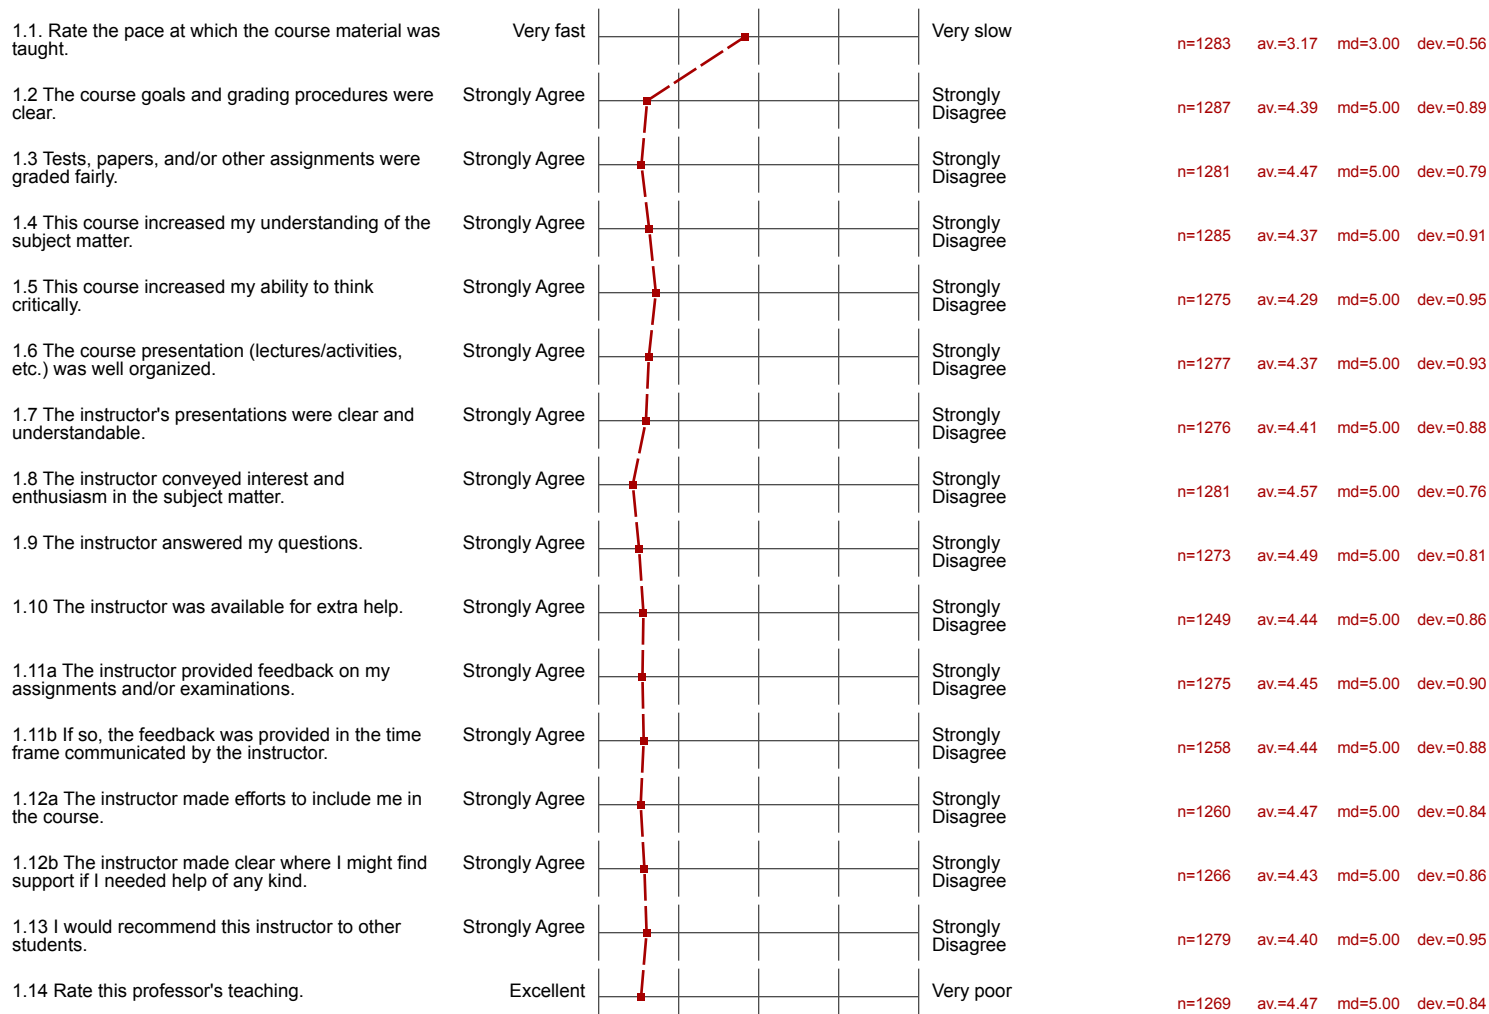 1.1. Rate the pace at which the course material was
taught.
Very fast
Very slow
n=1283 av.=3.17 md=3.00 dev.=0.56
1.2 The course goals and grading procedures were
clear.
Strongly Agree
Strongly
Disagree
n=1287 av.=4.39 md=5.00 dev.=0.89
1.3 Tests, papers, and/or other assignments were
graded fairly.
Strongly Agree
Strongly
Disagree
n=1281 av.=4.47 md=5.00 dev.=0.79
1.4 This course increased my understanding of the
subject matter.
Strongly Agree
Strongly
Disagree
n=1285 av.=4.37 md=5.00 dev.=0.91
1.5 This course increased my ability to think
critically.
Strongly Agree
Strongly
Disagree
n=1275 av.=4.29 md=5.00 dev.=0.95
1.6 The course presentation (lectures/activities,
etc.) was well organized.
Strongly Agree
Strongly
Disagree
n=1277 av.=4.37 md=5.00 dev.=0.93
1.7 The instructor's presentations were clear and
understandable.
Strongly Agree
Strongly
Disagree
n=1276 av.=4.41 md=5.00 dev.=0.88
1.8 The instructor conveyed interest and
enthusiasm in the subject matter.
Strongly Agree
Strongly
Disagree
n=1281 av.=4.57 md=5.00 dev.=0.76
1.9 The instructor answered my questions.
Strongly Agree
Strongly
Disagree
n=1273 av.=4.49 md=5.00 dev.=0.81
1.10 The instructor was available for extra help.
Strongly Agree
Strongly
Disagree
n=1249 av.=4.44 md=5.00 dev.=0.86
1.11a The instructor provided feedback on my
assignments and/or examinations.
Strongly Agree
Strongly
Disagree
n=1275 av.=4.45 md=5.00 dev.=0.90
1.11b If so, the feedback was provided in the time
frame communicated by the instructor.
Strongly Agree
Strongly
Disagree
n=1258 av.=4.44 md=5.00 dev.=0.88
1.12a The instructor made efforts to include me in
the course.
Strongly Agree
Strongly
Disagree
n=1260 av.=4.47 md=5.00 dev.=0.84
1.12b The instructor made clear where I might find
support if I needed help of any kind.
Strongly Agree
Strongly
Disagree
n=1266 av.=4.43 md=5.00 dev.=0.86
1.13 I would recommend this instructor to other
students.
Strongly Agree
Strongly
Disagree
n=1279 av.=4.40 md=5.00 dev.=0.95
1.14 Rate this professor's teaching.
Excellent
Very poor
n=1269 av.=4.47 md=5.00 dev.=0.84